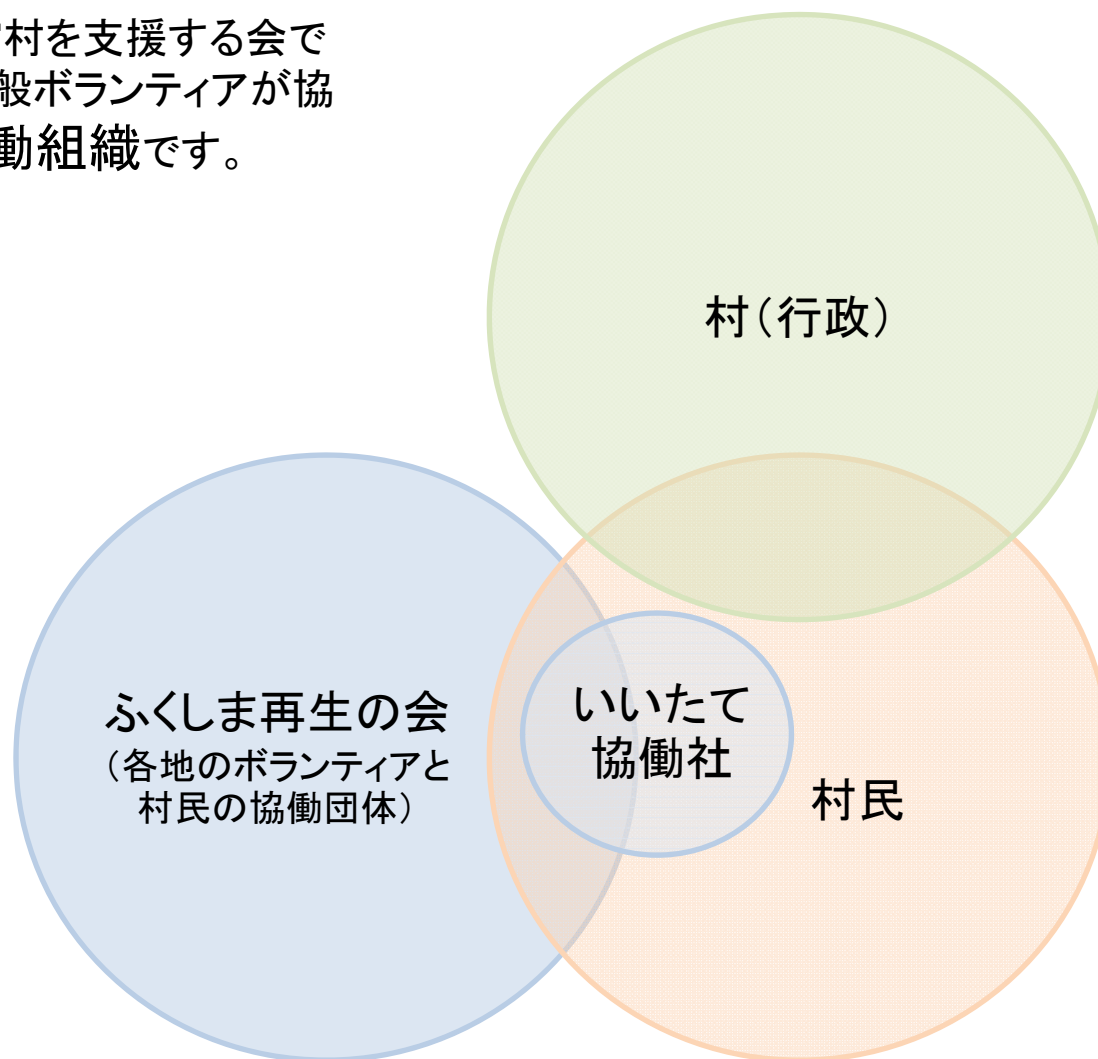 村を支援する会で
般ボランティアが協
動組織です。
村（行政）
ふくしま再生の会
（各地のボランティアと
村民の協働団体）
いいたて
協働社
村民